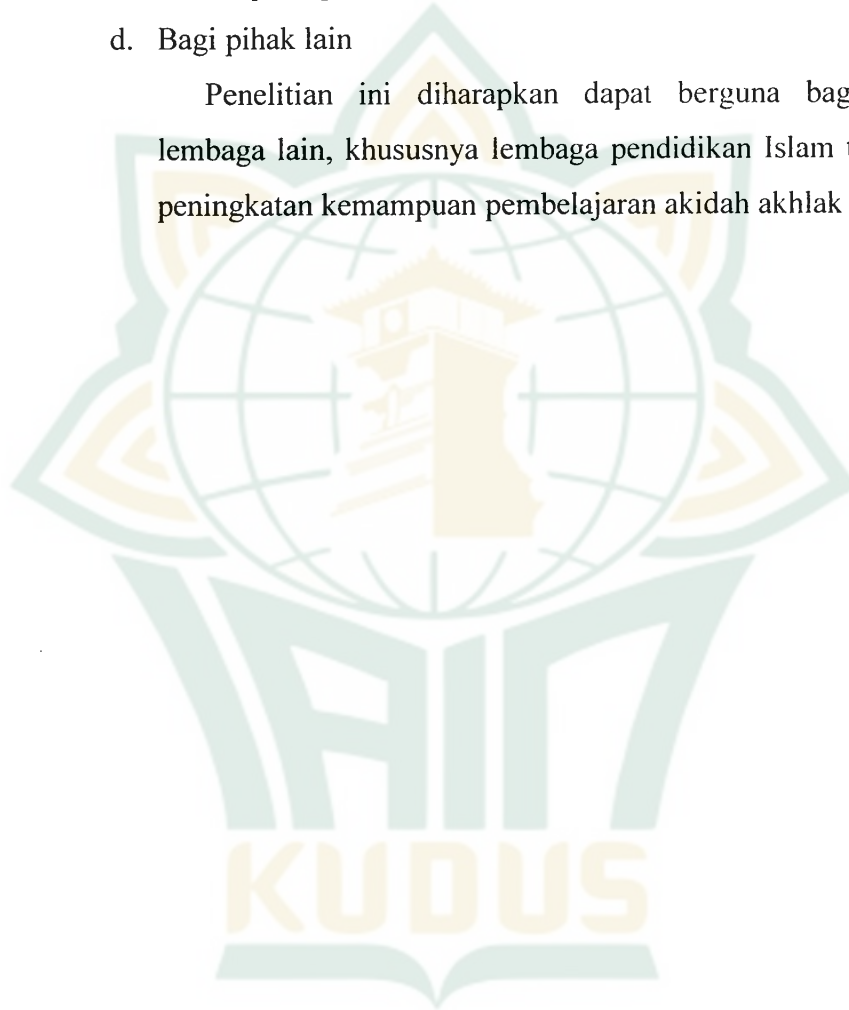 d. Bagi pihak lain
Penelitian ini diharapkan dapat berguna
lembaga lain, khususnya lembaga pendidikan Islam
peningkatan kemampuan pembelajaran akidah akhlak
IAIN
KUDUS